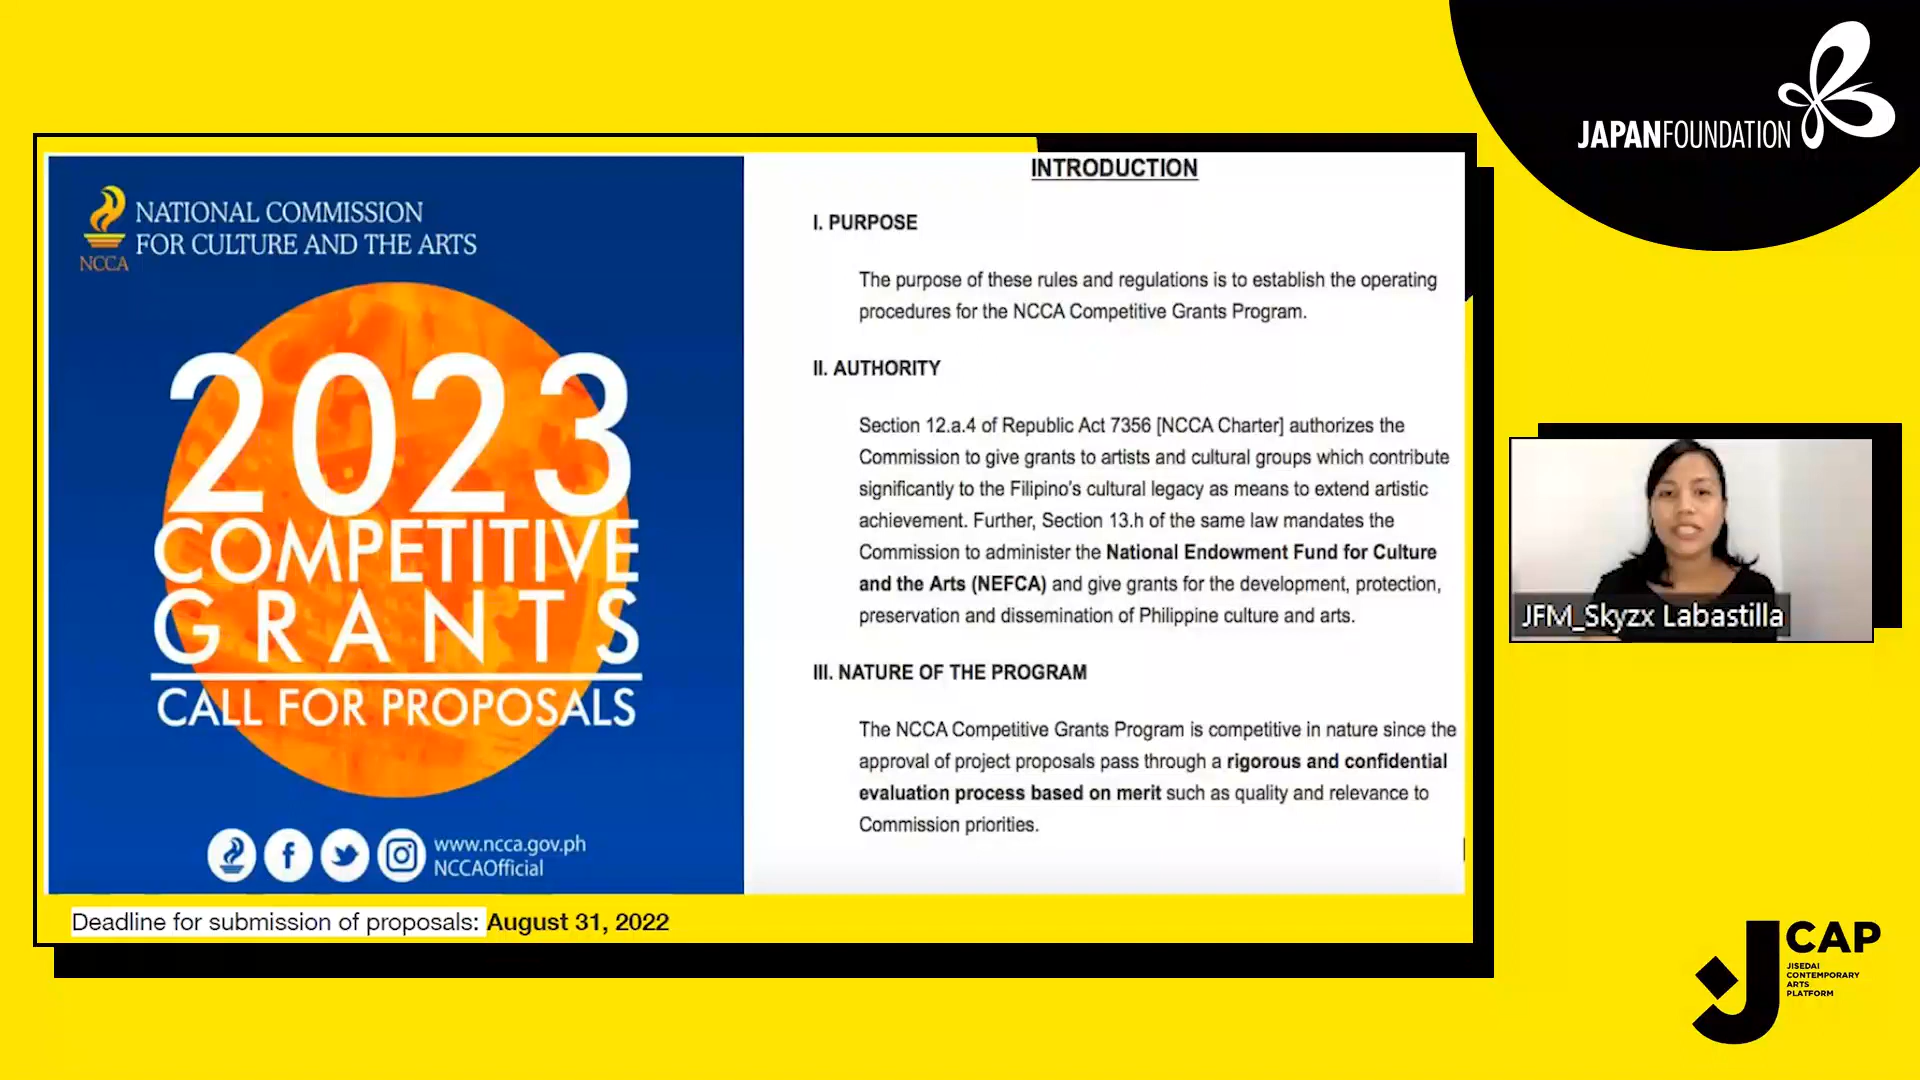 JAPANFOUNDATION
NATIONAL COMMISSION
FOR CULTURE AND THE ARTS
NCCA
2023
COMPETITIVE
GRANTS
CALL FOR PROPOSALS
www.ncca.gov.ph
NCCAOfficial
INTRODUCTION
I. PURPOSE
The purpose of these rules and regulations is to establish the operating
procedures for the NCCA Competitive Grants Program.
II. AUTHORITY
Section 12.a.4 of Republic Act 7356 [NCCA Charter] authorizes the
Commission to give grants to artists and cultural groups which contribute
significantly to the Filipino's cultural legacy as means to extend artistic
achievement. Further, Section 13.h of the same law mandates the
Commission to administer the National Endowment Fund for Culture
and the Arts (NEFCA) and give grants for the development, protection,
preservation and dissemination of Philippine culture and arts.
III. NATURE OF THE PROGRAM
The NCCA Competitive Grants Program is competitive in nature since the
approval of project proposals pass through a rigorous and confidential
evaluation process based on merit such as quality and relevance to
Commission priorities.
Deadline for submission of proposals: August 31, 2022
JFM_Skyzx Labastilla
JCAP
JISEDAI
CONTEMPORARY
ARTS
PLATFORM